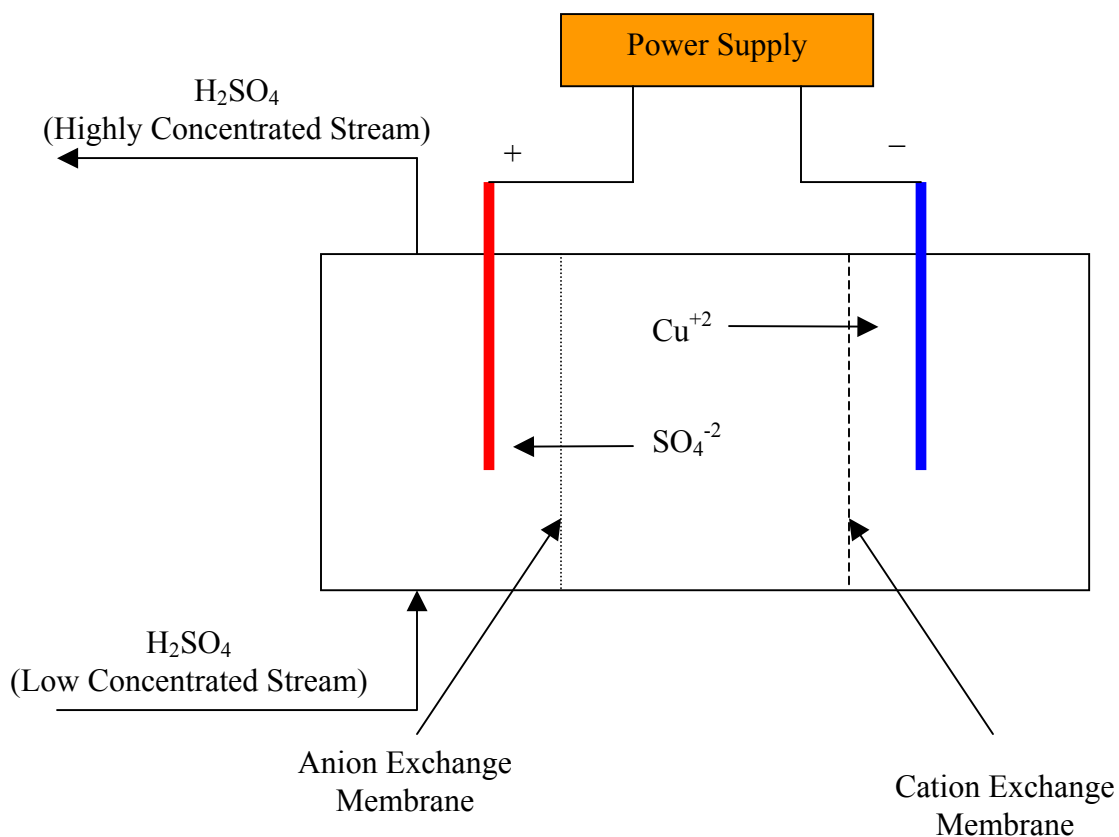 Power Supply
H₂SO₄
(Highly Concentrated Stream)
+
−
Cu⁺²
SO₄⁻²
H₂SO₄
(Low Concentrated Stream)
Anion Exchange
Membrane
Cation Exchange
Membrane